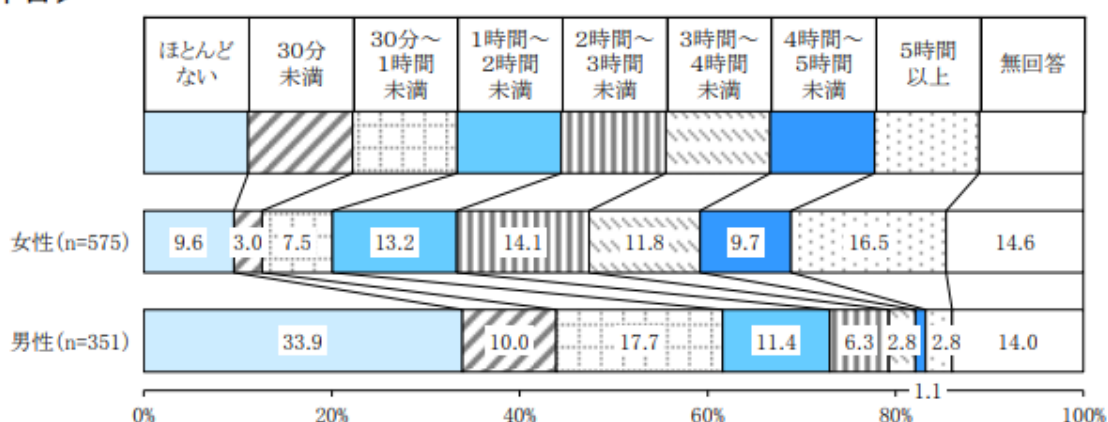 ほとんど
ない
30分
未満
30分～
1時間
未満
1時間～
2時間
未満
2時間～
3時間
未満
3時間～
4時間
未満
4時間～
5時間
未満
5時間
以上
無回答
女性(n=575) 9.6 3.0 7.5 13.2 14.1 11.8 9.7 16.5 14.6
男性(n=351) 33.9 10.0 17.7 11.4 6.3 2.8 2.8 14.0
1.1
0% 20% 40% 60% 80% 100%